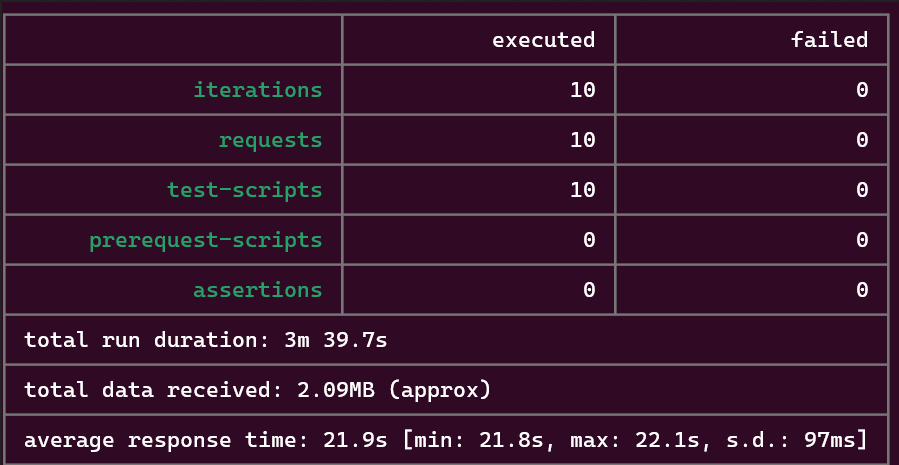 executed failed
iterations 10 0
requests 10 0
test-scripts 10 0
prerequest-scripts 0 0
assertions 0 0
total run duration: 3m 39.7s
total data received: 2.09MB (approx)
average response time: 21.9s [min: 21.8s, max: 22.1s, s.d.: 97ms]